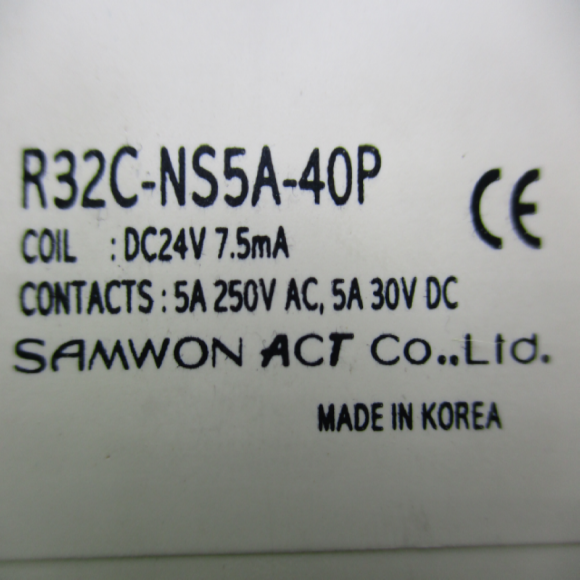 R32C-NS5A-40P
CE
COIL : DC24V 7.5mA
CONTACTS : 5A 250V AC, 5A 30V DC
SAMWON ACT Co..Ltd.
MADE IN KOREA